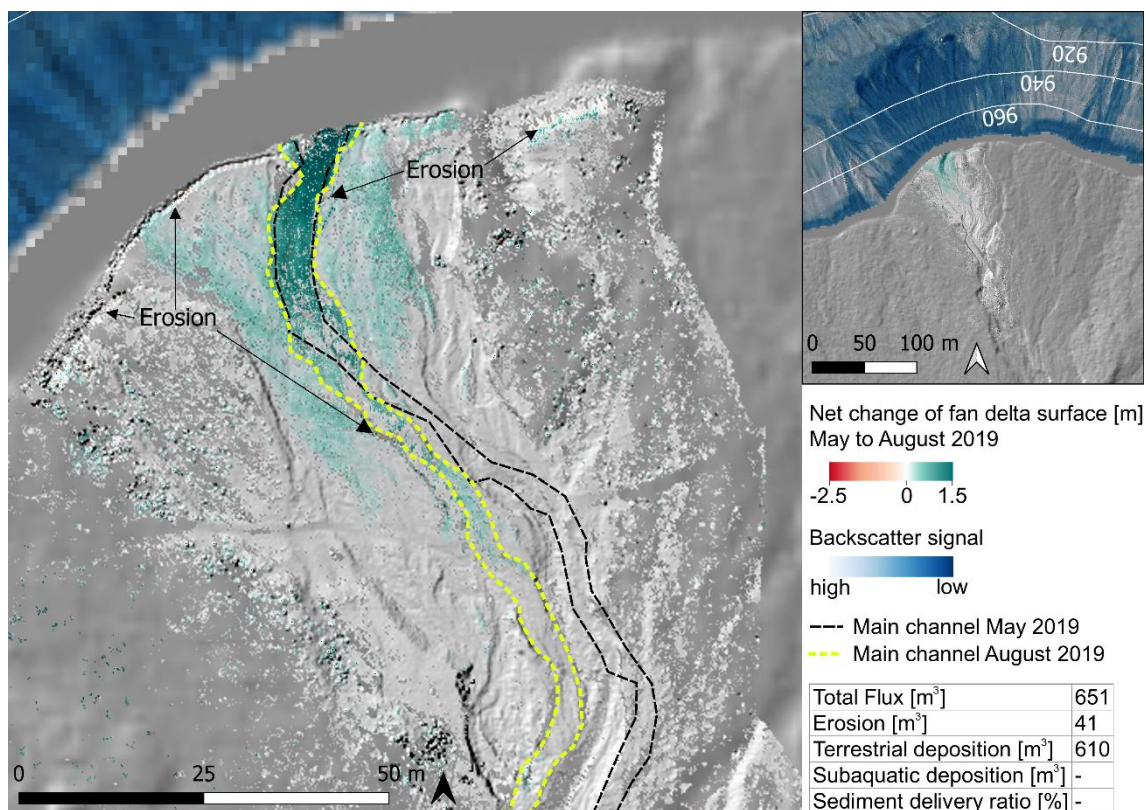 Erosion
Erosion
0 25 50 m
920
940
960
0 50 100 m
Net change of fan delta surface [m]
May to August 2019
-2.5 0 1.5
Backscatter signal
high low
Main channel May 2019
Main channel August 2019
Total Flux [m³] 651
Erosion [m³] 41
Terrestrial deposition [m³] 610
Subaquatic deposition [m³] -
Sediment delivery ratio [%] -